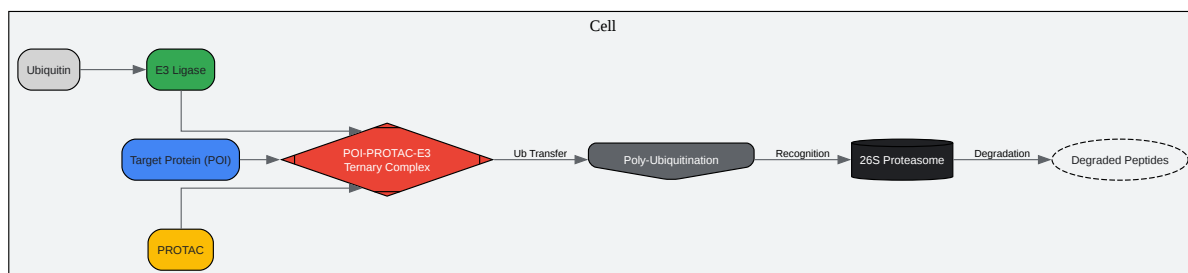 Cell
Ubiquitin
E3 Ligase
Target Protein (POI)
PROTAC
POI-PROTAC-E3
Ternary Complex
Ub Transfer
Poly-Ubiquitination
Recognition
26S Proteasome
Degradation
Degraded Peptides